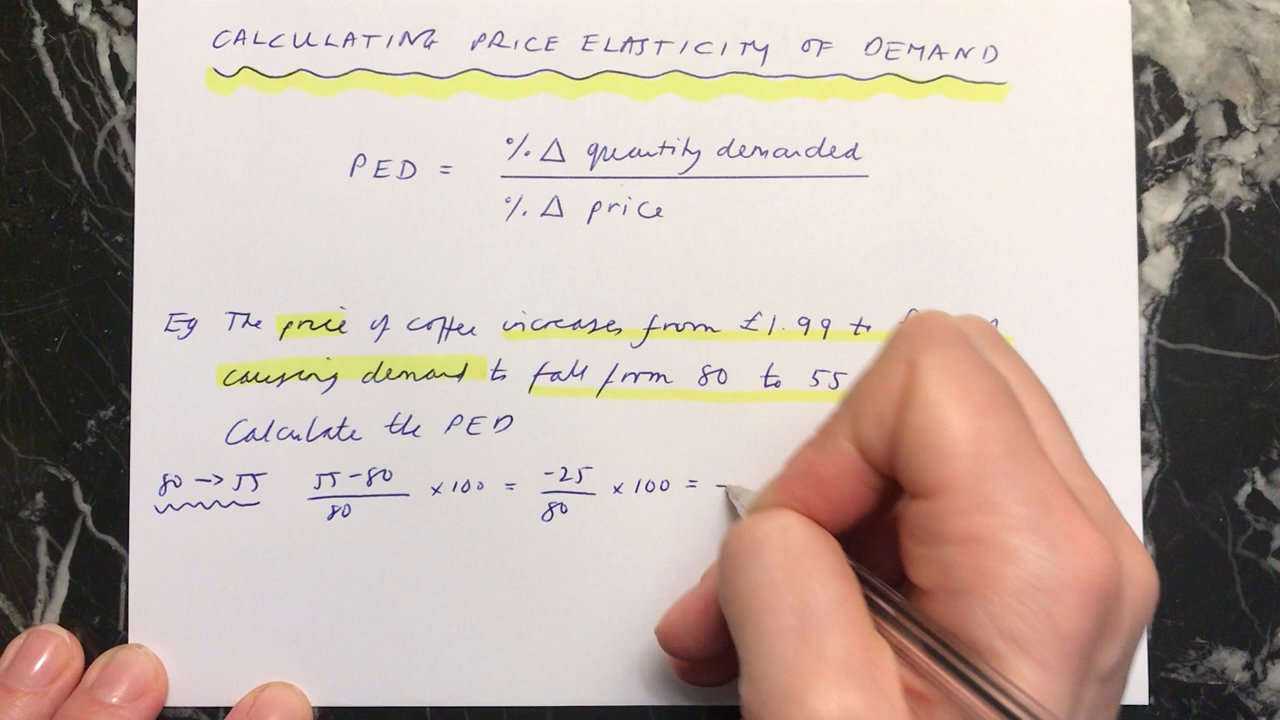 CALCULATING PRICE ELASTICITY OF DEMAND
PED = % Δ quantity demanded
% Δ price
Eg The price of coffee increases from £1.99 to
causing demand to fall from 80 to 55
Calculate the PED
80 → 55 55-80 / 80 × 100 = -25 / 80 × 100 = -